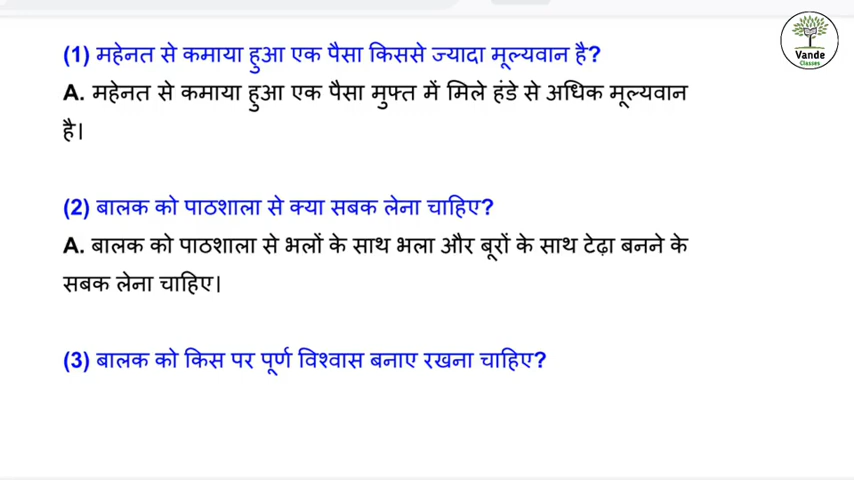 Vande
Classes
(1) महेनत से कमाया हुआ एक पैसा किससे ज्यादा मूल्यवान है?
A. महेनत से कमाया हुआ एक पैसा मुफ्त में मिले हंडे से अधिक मूल्यवान
है।
(2) बालक को पाठशाला से क्या सबक लेना चाहिए?
A. बालक को पाठशाला से भलों के साथ भला और बूरों के साथ टेढ़ा बनने के
सबक लेना चाहिए।
(3) बालक को किस पर पूर्ण विश्वास बनाए रखना चाहिए?